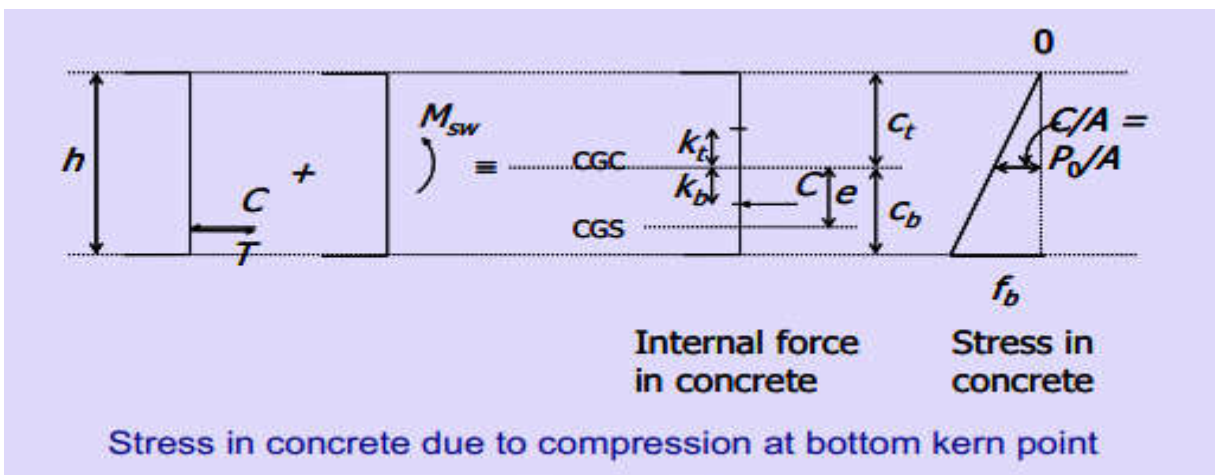 0
h
C
T
+
M_sw
≡
CGC
CGS
k_t
k_b
C
e
c_t
c_b
C/A =
P_0/A
f_b
Internal force
in concrete
Stress in
concrete
Stress in concrete due to compression at bottom kern point